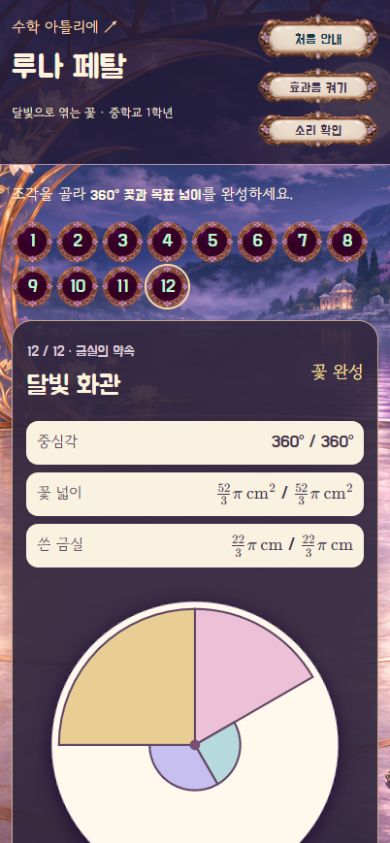 수학 아틀리에 ↗
루나 페탈
달빛으로 엮는 꽃 · 중학교 1학년
처음 안내
효과음 켜기
소리 확인
조각을 골라 360° 꽃과 목표 넓이를 완성하세요.
1 2 3 4 5 6 7 8
9 10 11 12
12 / 12 · 금실의 약속
달빛 화관
꽃 완성
중심각 360° / 360°
꽃 넓이 52/3 π cm² / 52/3 π cm²
쓴 금실 22/3 π cm / 22/3 π cm